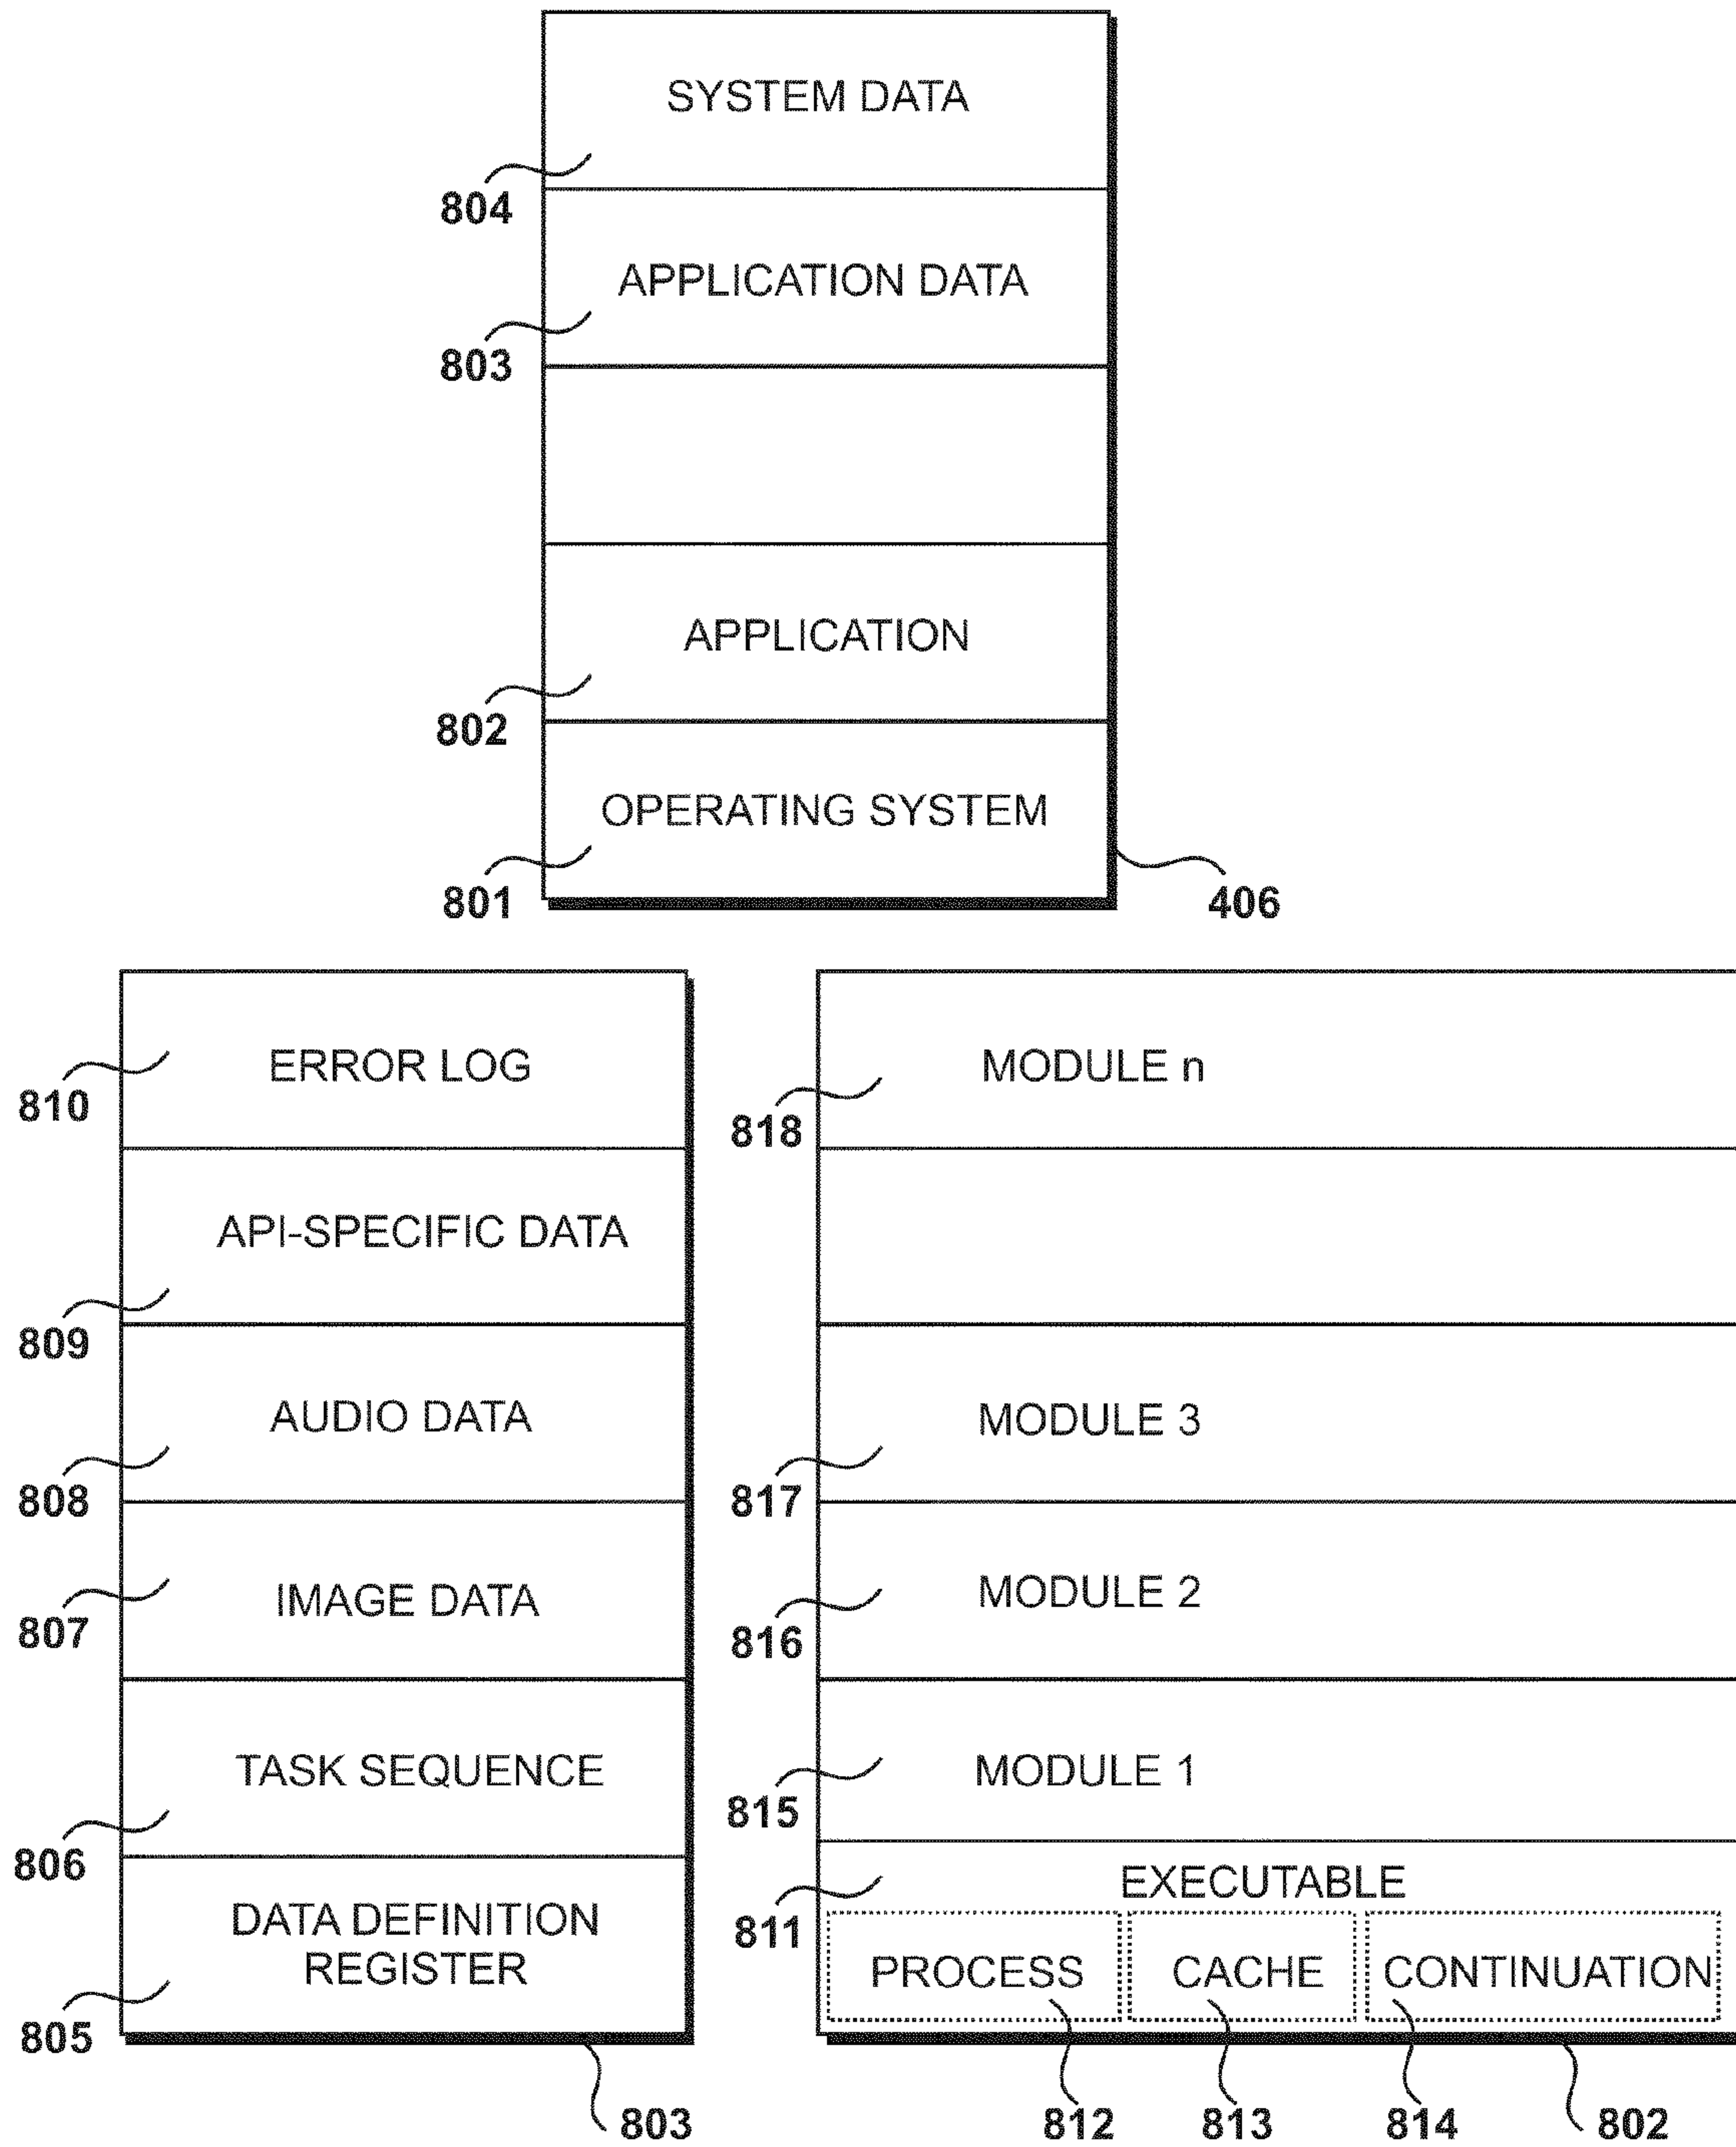 SYSTEM DATA
804
APPLICATION DATA
803
APPLICATION
802
OPERATING SYSTEM
801
406
ERROR LOG
810
API-SPECIFIC DATA
809
AUDIO DATA
808
IMAGE DATA
807
TASK SEQUENCE
806
DATA DEFINITION
REGISTER
805
803
MODULE n
818
MODULE 3
817
MODULE 2
816
MODULE 1
815
EXECUTABLE
811
PROCESS CACHE CONTINUATION
812 813 814 802